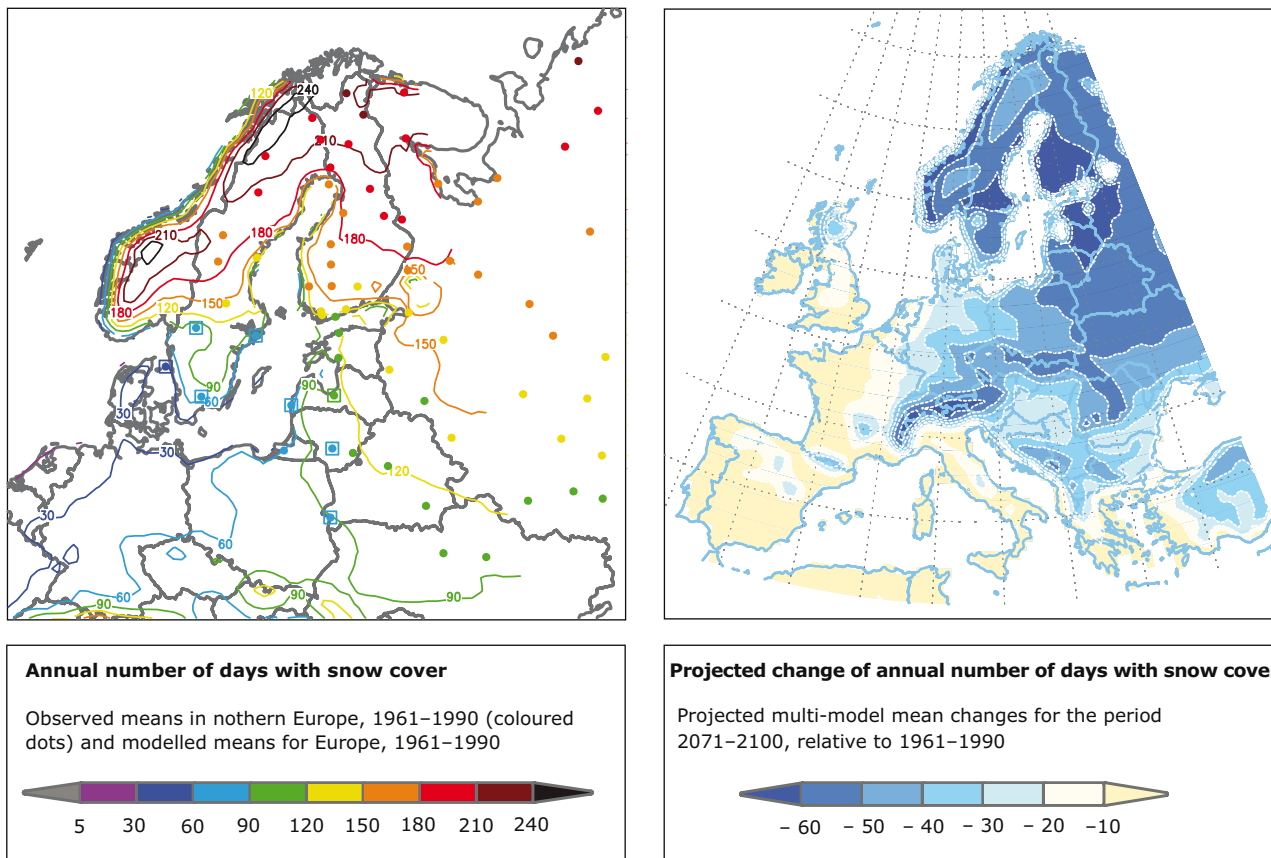 120
240
210
180
210
180
150
180
120
150
150
90
60
90
30
30
120
30
60
60
90
90
90
Annual number of days with snow cover
Observed means in nothern Europe, 1961–1990 (coloured
dots) and modelled means for Europe, 1961–1990
5 30 60 90 120 150 180 210 240
Projected change of annual number of days with snow cove
Projected multi-model mean changes for the period
2071–2100, relative to 1961–1990
– 60 – 50 – 40 – 30 – 20 –10